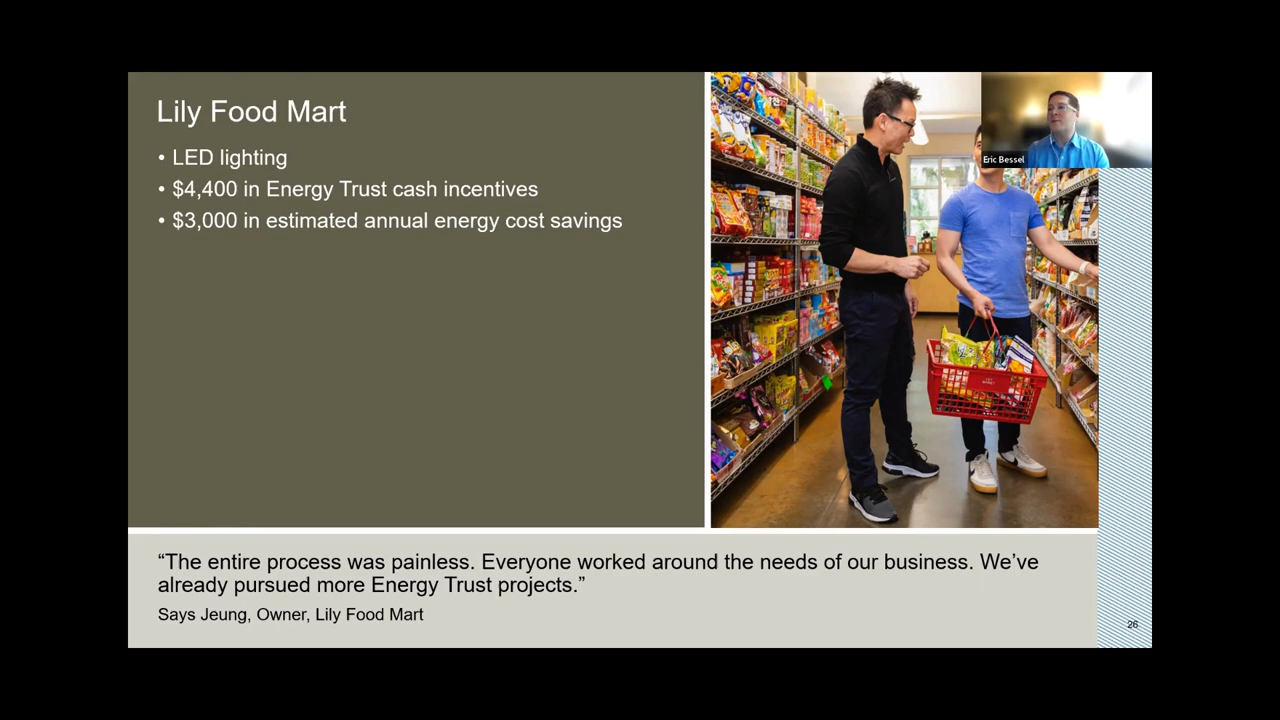 Lily Food Mart
• LED lighting
• $4,400 in Energy Trust cash incentives
• $3,000 in estimated annual energy cost savings
Eric Bessel
“The entire process was painless. Everyone worked around the needs of our business. We’ve
already pursued more Energy Trust projects.”
Says Jeung, Owner, Lily Food Mart
26